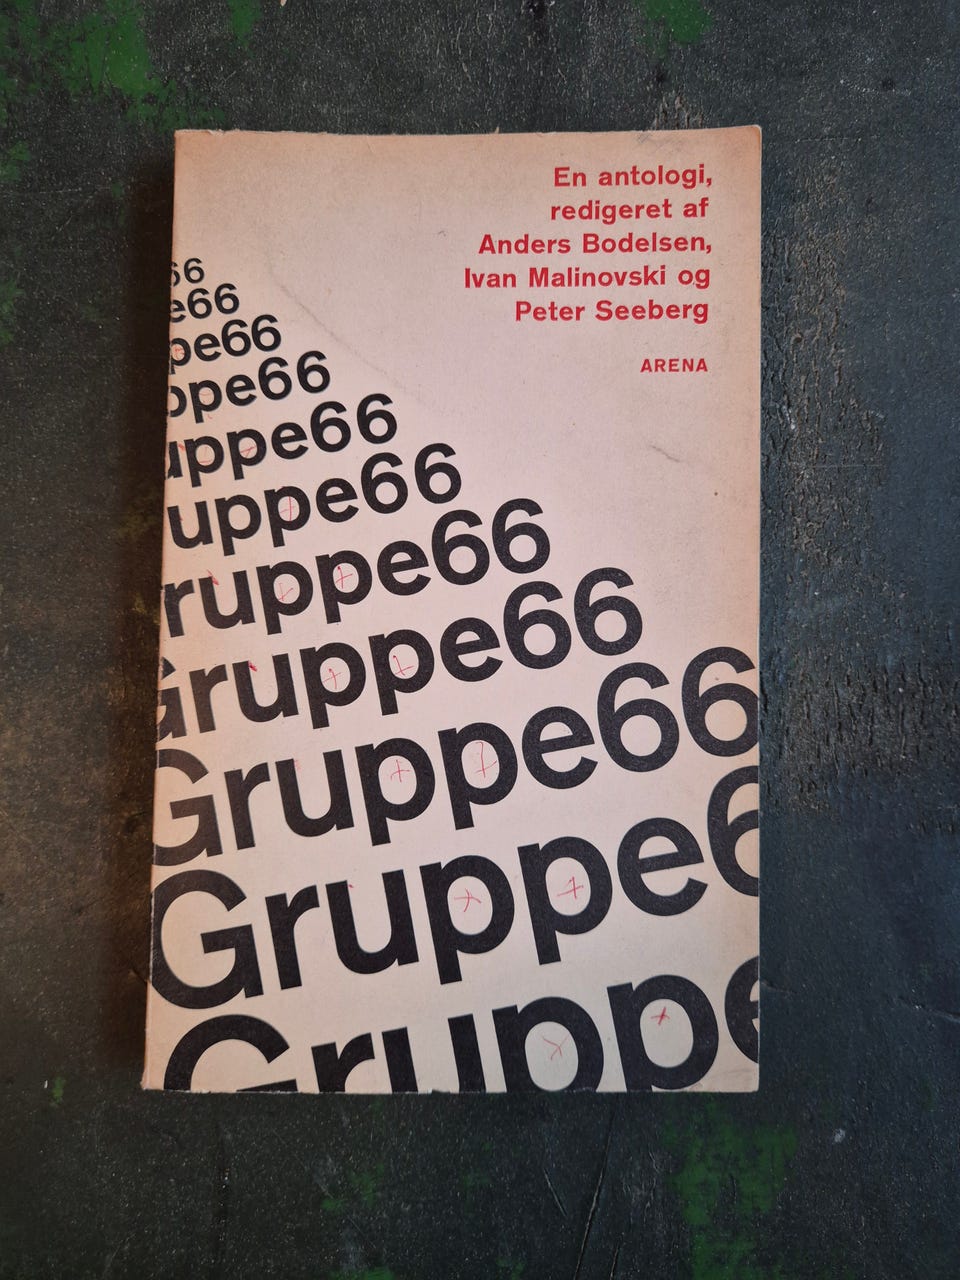 En antologi,
redigeret af
Anders Bodelsen,
Ivan Malinovski og
Peter Seeberg
ARENA
66
e66
pe66
ppe66
uppe66
uppe66
ruppe66
Gruppe66
Gruppe66
Gruppe6
Gruppe